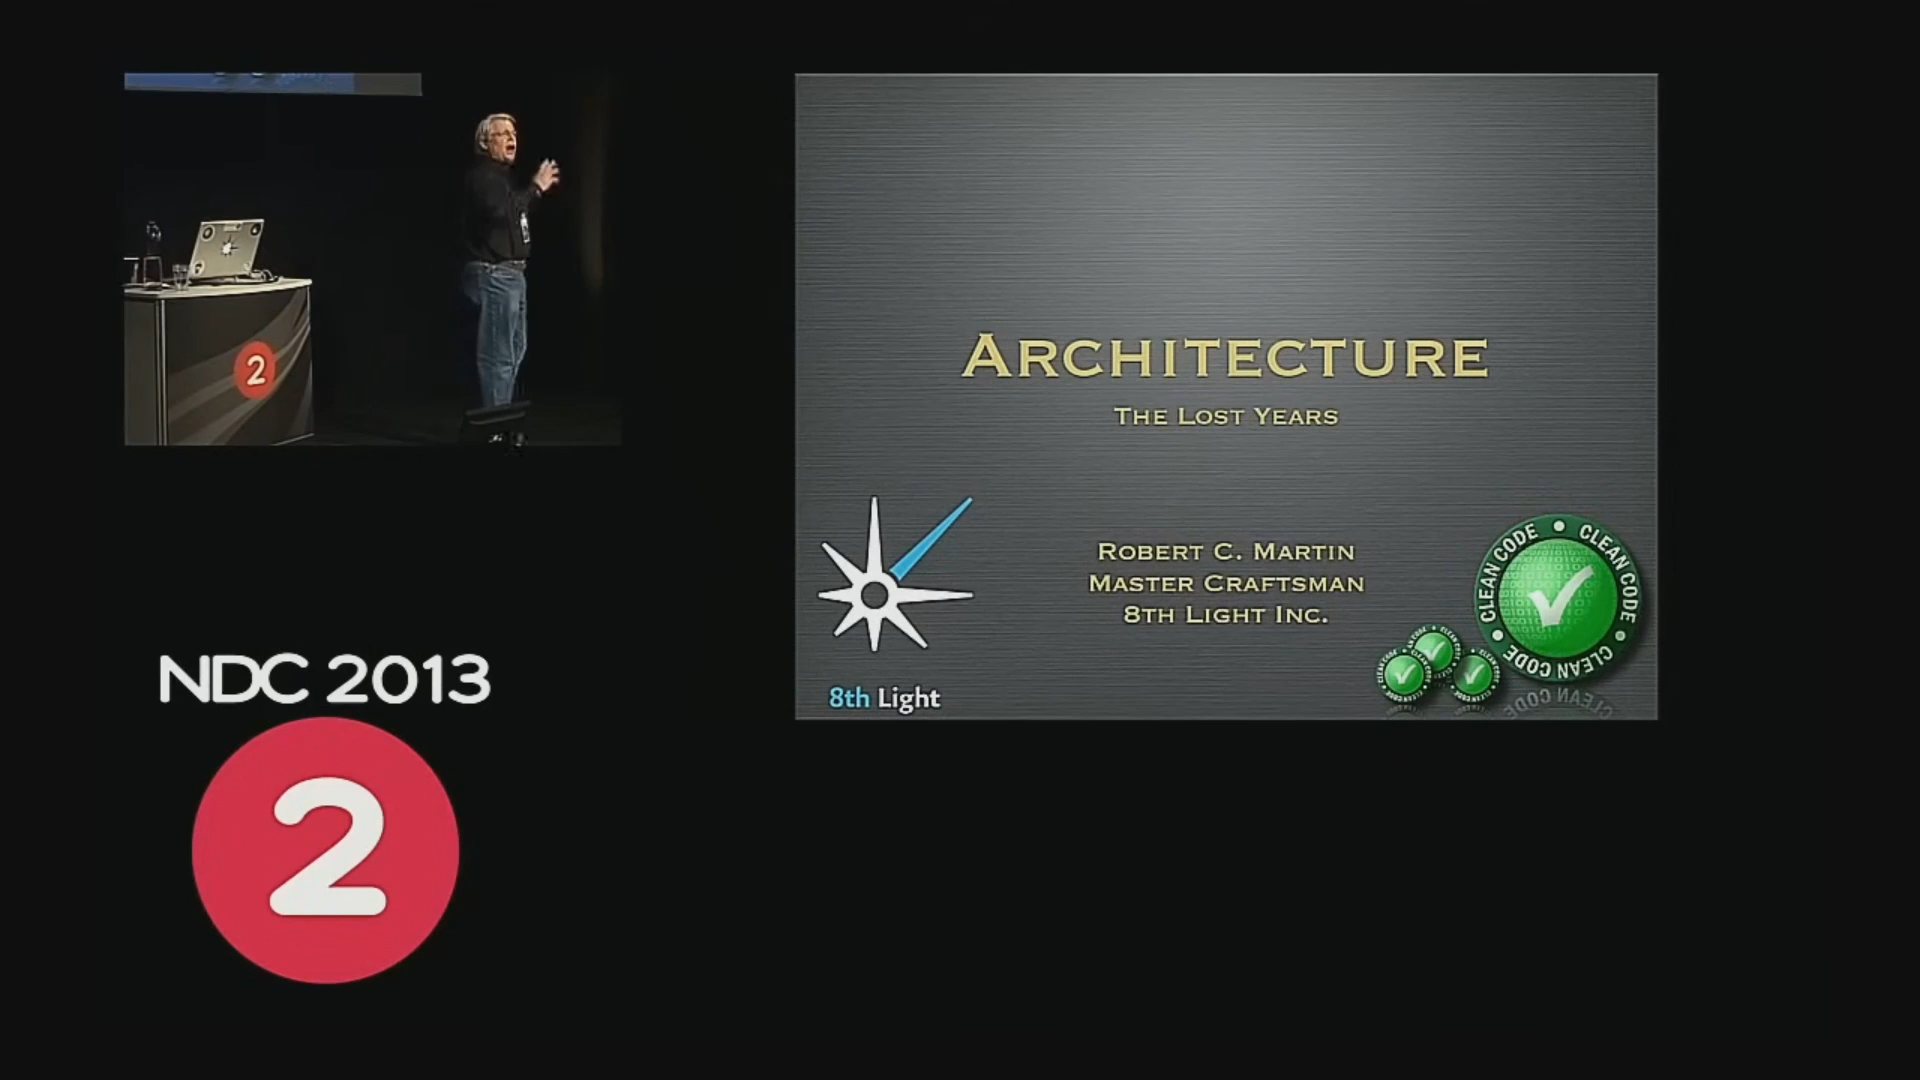 2
NDC 2013
2
ARCHITECTURE
THE LOST YEARS
ROBERT C. MARTIN
MASTER CRAFTSMAN
8TH LIGHT INC.
8th Light
CLEAN CODE • CLEAN CODE • CLEAN CODE •